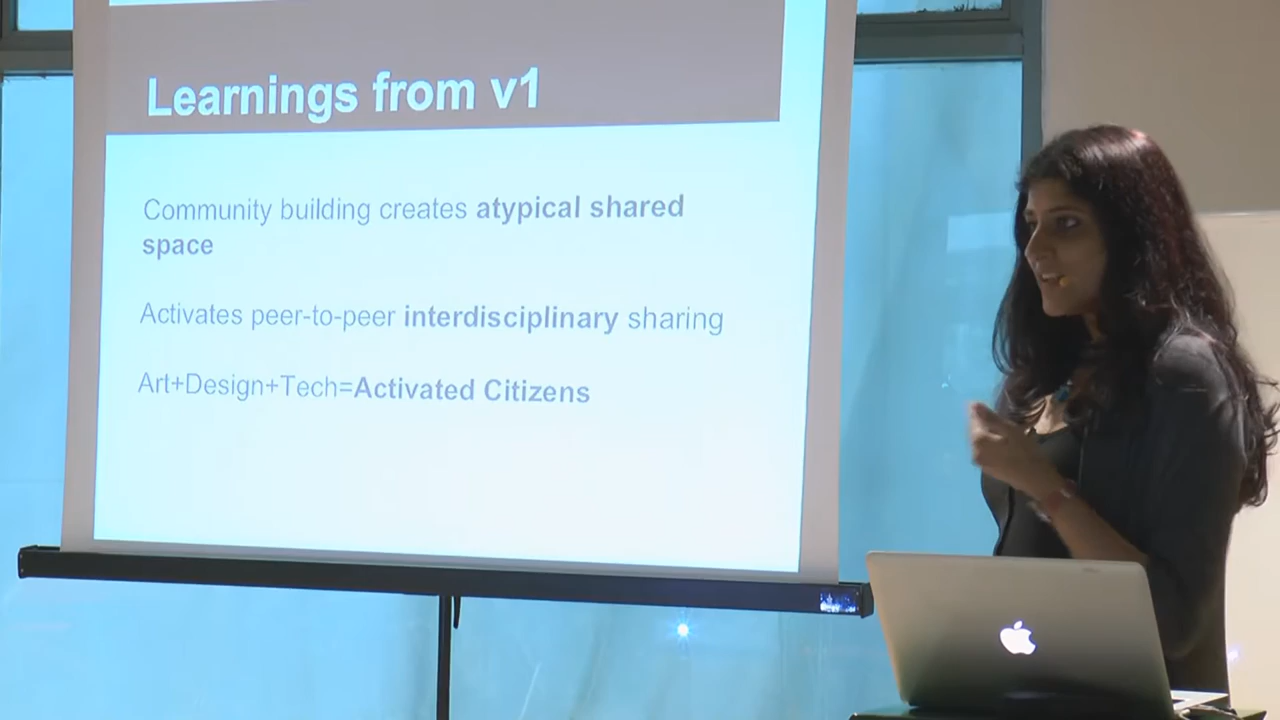 Learnings from v1
Community building creates atypical shared
space
Activates peer-to-peer interdisciplinary sharing
Art+Design+Tech=Activated Citizens